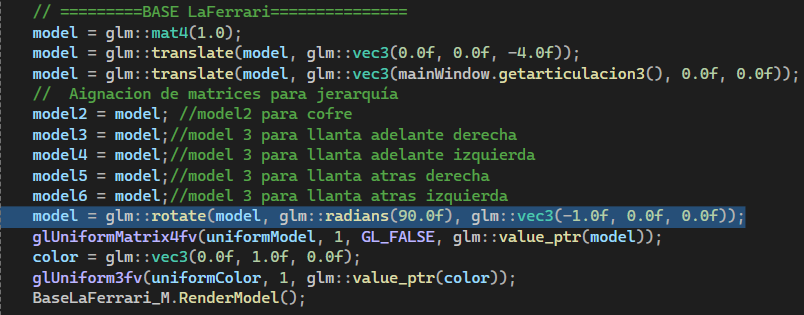 // =========BASE LaFerrari===============
model = glm::mat4(1.0);
model = glm::translate(model, glm::vec3(0.0f, 0.0f, -4.0f));
model = glm::translate(model, glm::vec3(mainWindow.getarticulacion3(), 0.0f, 0.0f));
//  Aignacion de matrices para jerarquía
model2 = model; //model2 para cofre
model3 = model;//model 3 para llanta adelante derecha
model4 = model;//model 3 para llanta adelante izquierda
model5 = model;//model 3 para llanta atras derecha
model6 = model;//model 3 para llanta atras izquierda
model = glm::rotate(model, glm::radians(90.0f), glm::vec3(-1.0f, 0.0f, 0.0f));
glUniformMatrix4fv(uniformModel, 1, GL_FALSE, glm::value_ptr(model));
color = glm::vec3(0.0f, 1.0f, 0.0f);
glUniform3fv(uniformColor, 1, glm::value_ptr(color));
BaseLaFerrari_M.RenderModel();